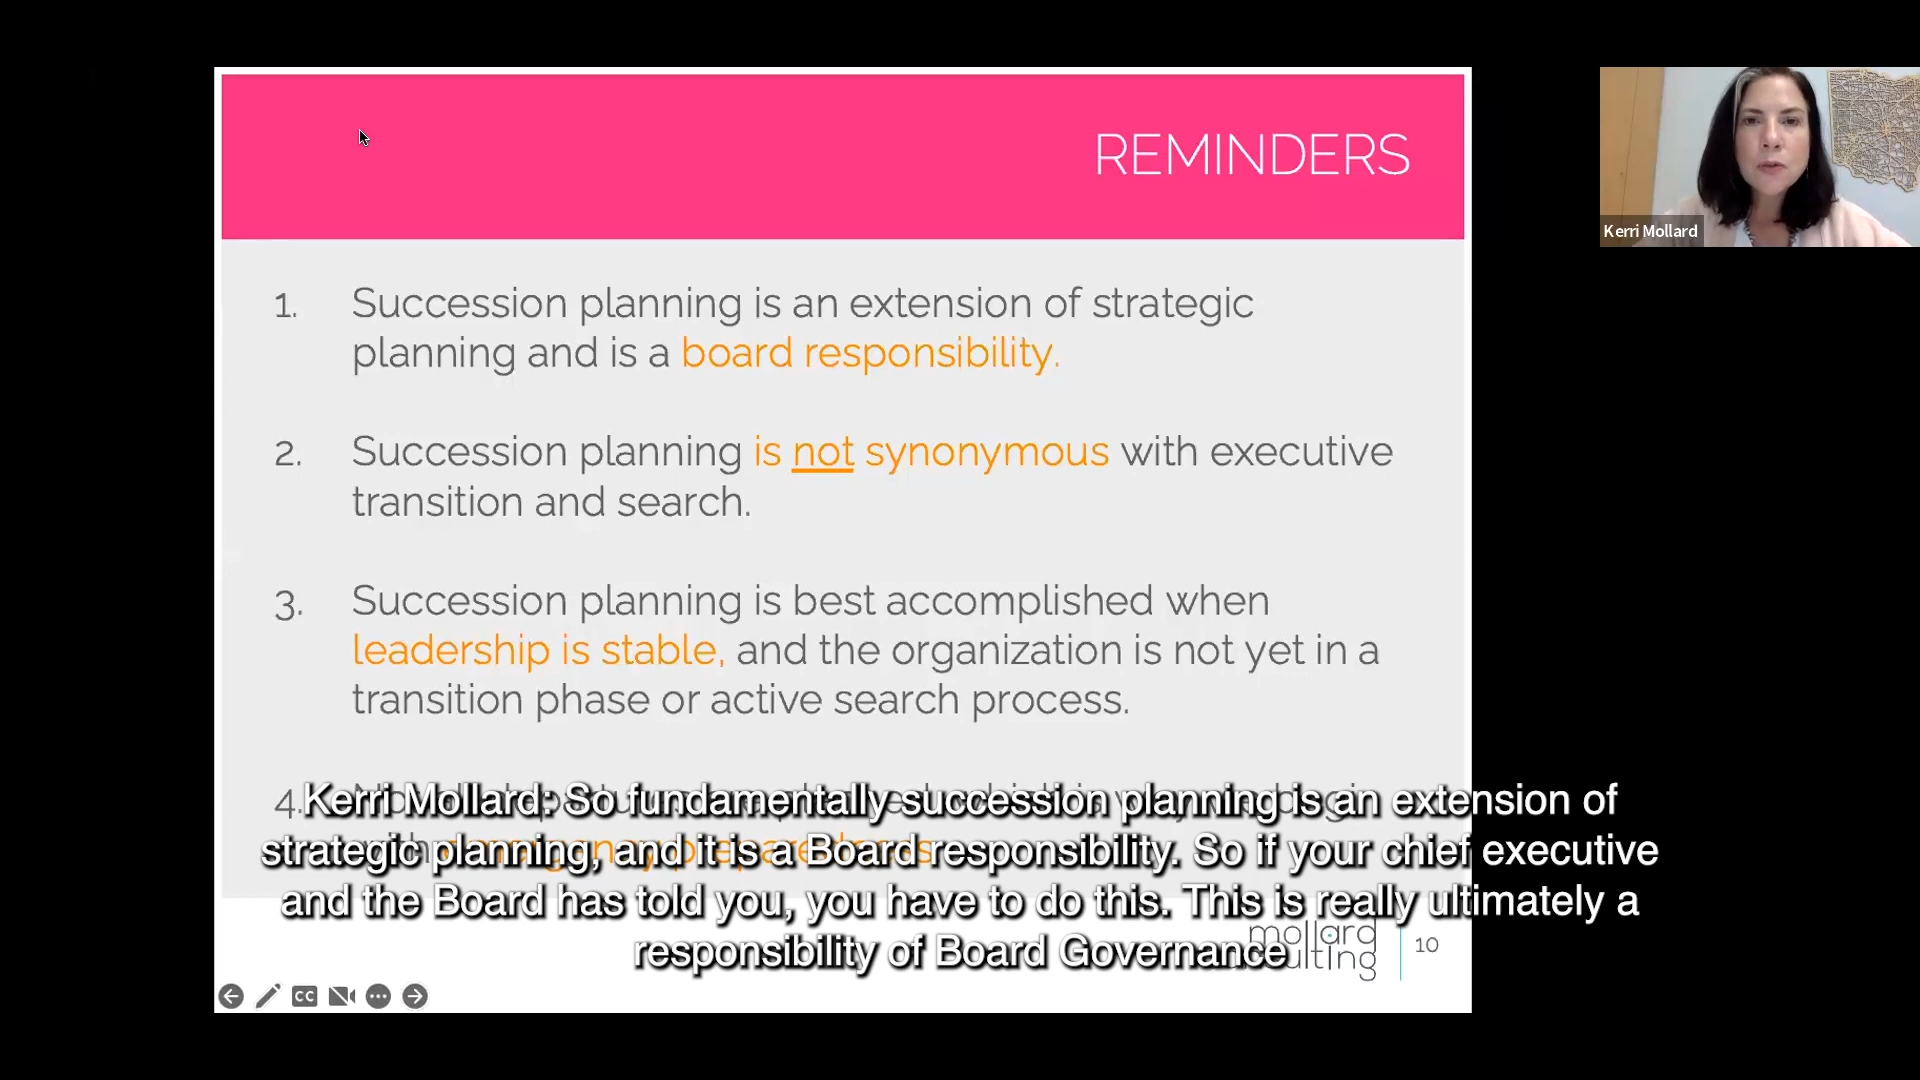 REMINDERS
Kerri Mollard
1. Succession planning is an extension of strategic
planning and is a board responsibility.
2. Succession planning is not synonymous with executive
transition and search.
3. Succession planning is best accomplished when
leadership is stable, and the organization is not yet in a
transition phase or active search process.
4.
Kerri Mollard: So fundamentally succession planning is an extension of
strategic planning, and it is a Board responsibility. So if your chief executive
and the Board has told you, you have to do this. This is really ultimately a
responsibility of Board Governance
mollard
10
CC